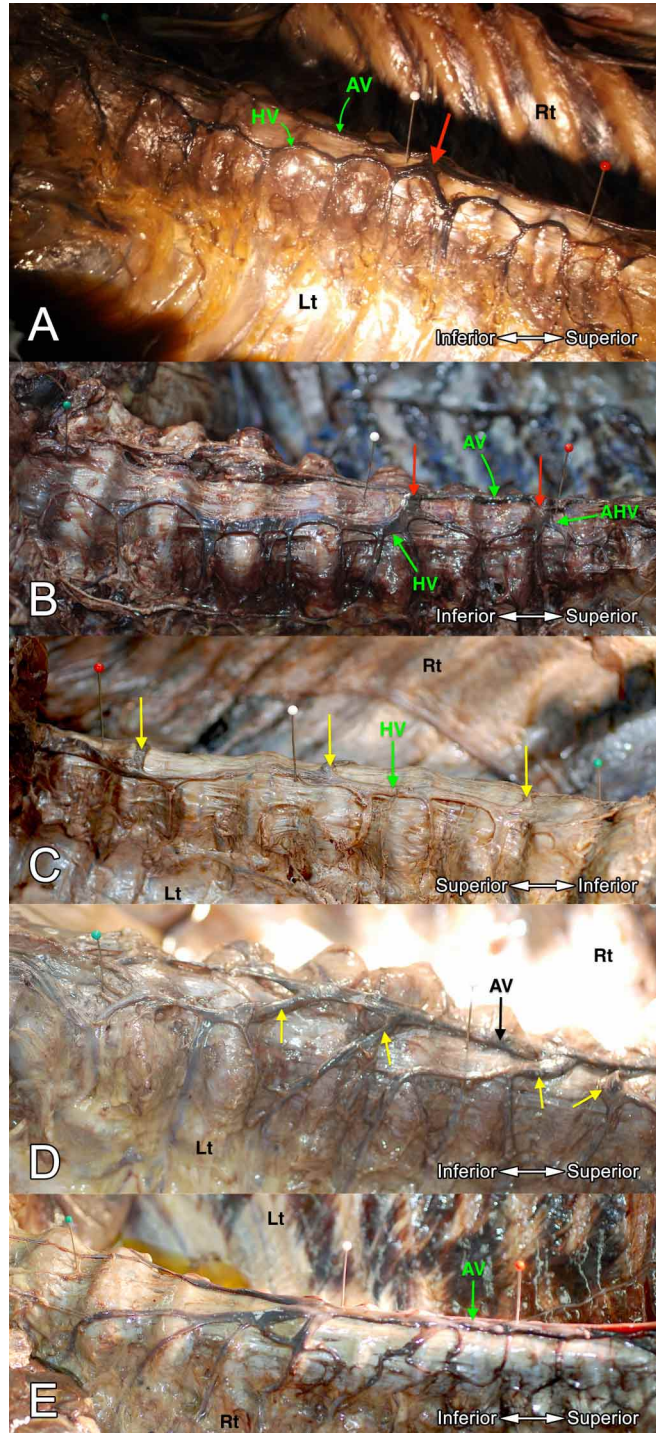 AV
HV
Rt
Lt
A
Inferior Superior
AV
AHV
HV
B
Inferior Superior
Rt
HV
C
Lt
Superior Inferior
Rt
AV
Lt
D
Inferior Superior
Lt
AV
E
Rt
Inferior Superior